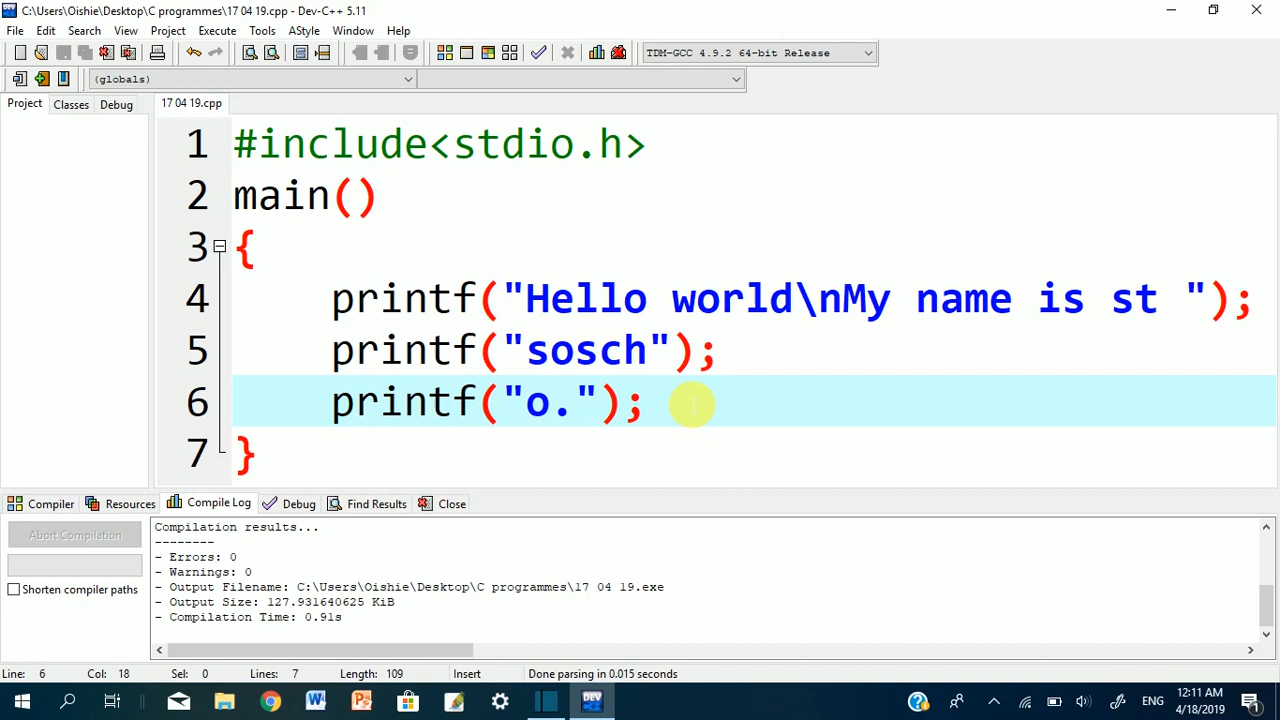 C:\Users\Oishie\Desktop\C programmes\17 04 19.cpp - Dev-C++ 5.11
File Edit Search View Project Execute Tools AStyle Window Help
TDM-GCC 4.9.2 64-bit Release
(globals)
Project Classes Debug 17 04 19.cpp
1 #include<stdio.h>
2 main()
3 {
4 printf("Hello world\nMy name is st ");
5 printf("sosch");
6 printf("o.");
7 }
Compiler Resources Compile Log Debug Find Results Close
Abort Compilation
Shorten compiler paths
Compilation results...
--------
- Errors: 0
- Warnings: 0
- Output Filename: C:\Users\Oishie\Desktop\C programmes\17 04 19.exe
- Output Size: 127.931640625 KiB
- Compilation Time: 0.91s
Line: 6 Col: 18 Sel: 0 Lines: 7 Length: 109 Insert Done parsing in 0.015 seconds
DEV
ENG
12:11 AM
4/18/2019